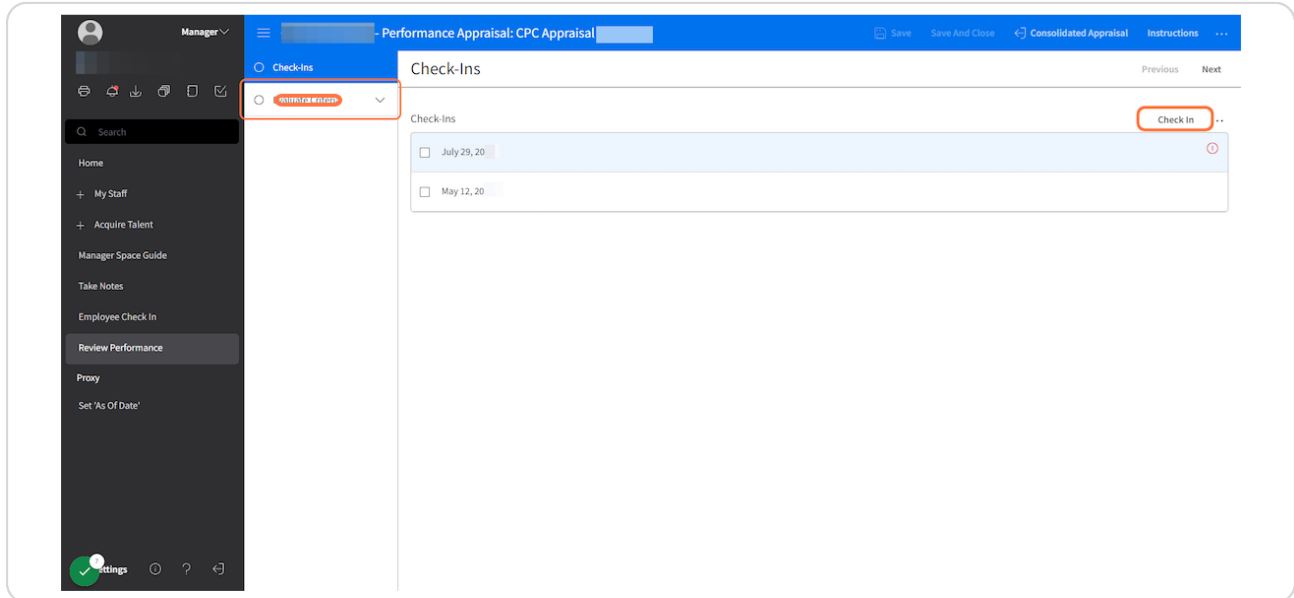 Manager
- Performance Appraisal: CPC Appraisal
Save
Save And Close
Consolidated Appraisal
Instructions
Check-Ins
Check-Ins
Previous
Next
Search
Check-Ins
Check In
July 29, 20
May 12, 20
Home
My Staff
Acquire Talent
Manager Space Guide
Take Notes
Employee Check In
Review Performance
Proxy
Set 'As Of Date'
7
ettings